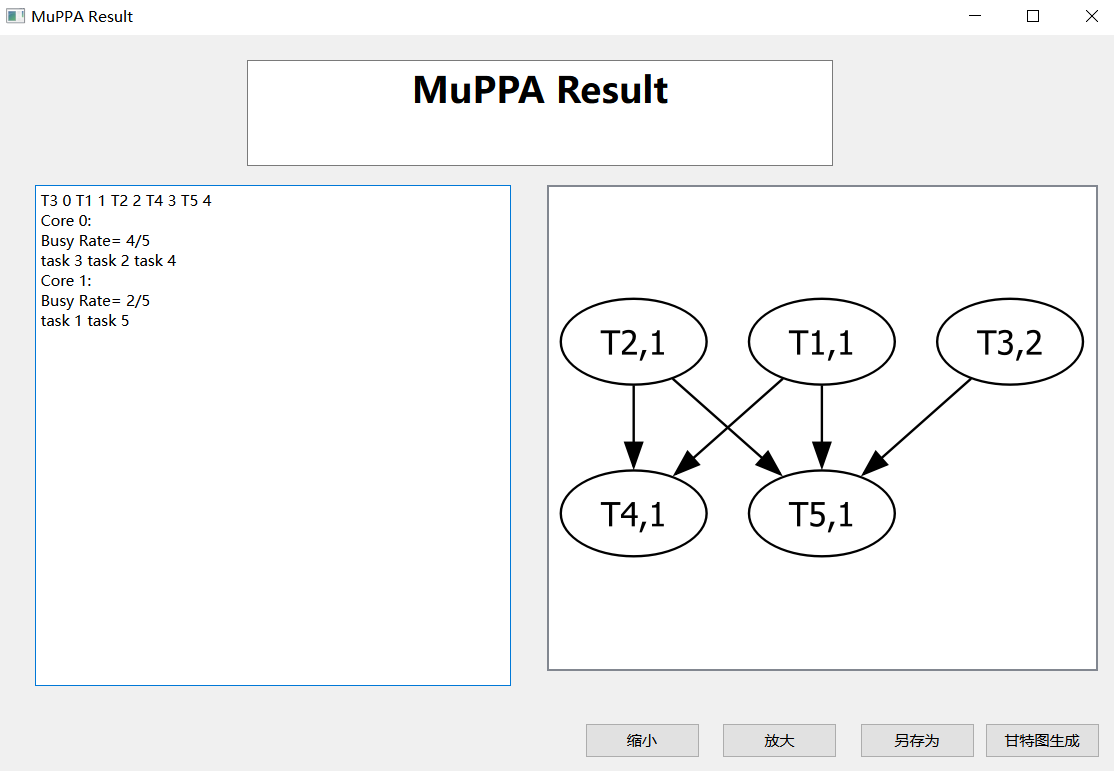 MuPPA Result
MuPPA Result
T3 0 T1 1 T2 2 T4 3 T5 4
Core 0:
Busy Rate= 4/5
task 3 task 2 task 4
Core 1:
Busy Rate= 2/5
task 1 task 5
T2,1
T1,1
T3,2
T4,1
T5,1
缩小
放大
另存为
甘特图生成